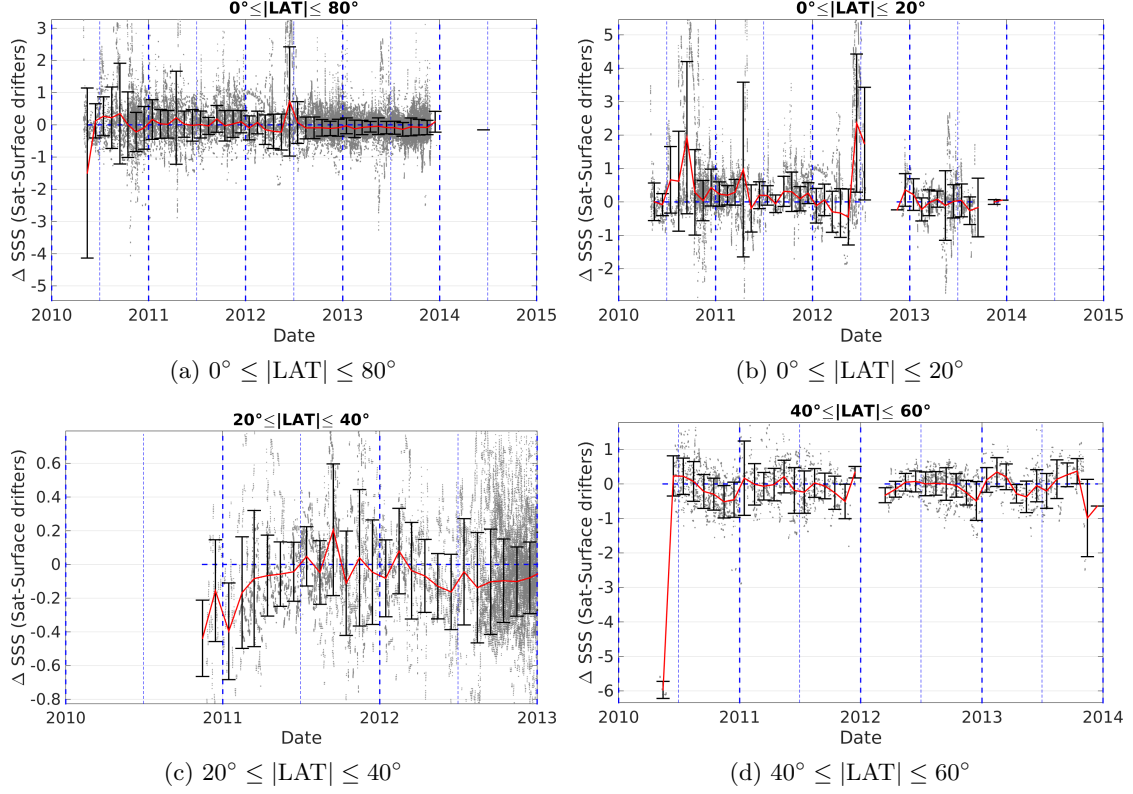 0°≤|LAT|≤ 80°
Δ SSS (Sat-Surface drifters)
3
2
1
0
-1
-2
-3
-4
-5
2010 2011 2012 2013 2014 2015
Date
(a) 0° ≤ |LAT| ≤ 80°
0°≤|LAT|≤ 20°
Δ SSS (Sat-Surface drifters)
5
4
3
2
1
0
-1
-2
2010 2011 2012 2013 2014 2015
Date
(b) 0° ≤ |LAT| ≤ 20°
20°≤|LAT|≤ 40°
Δ SSS (Sat-Surface drifters)
0.6
0.4
0.2
0
-0.2
-0.4
-0.6
-0.8
2010 2011 2012 2013
Date
(c) 20° ≤ |LAT| ≤ 40°
40°≤|LAT|≤ 60°
Δ SSS (Sat-Surface drifters)
1
0
-1
-2
-3
-4
-5
-6
2010 2011 2012 2013 2014
Date
(d) 40° ≤ |LAT| ≤ 60°